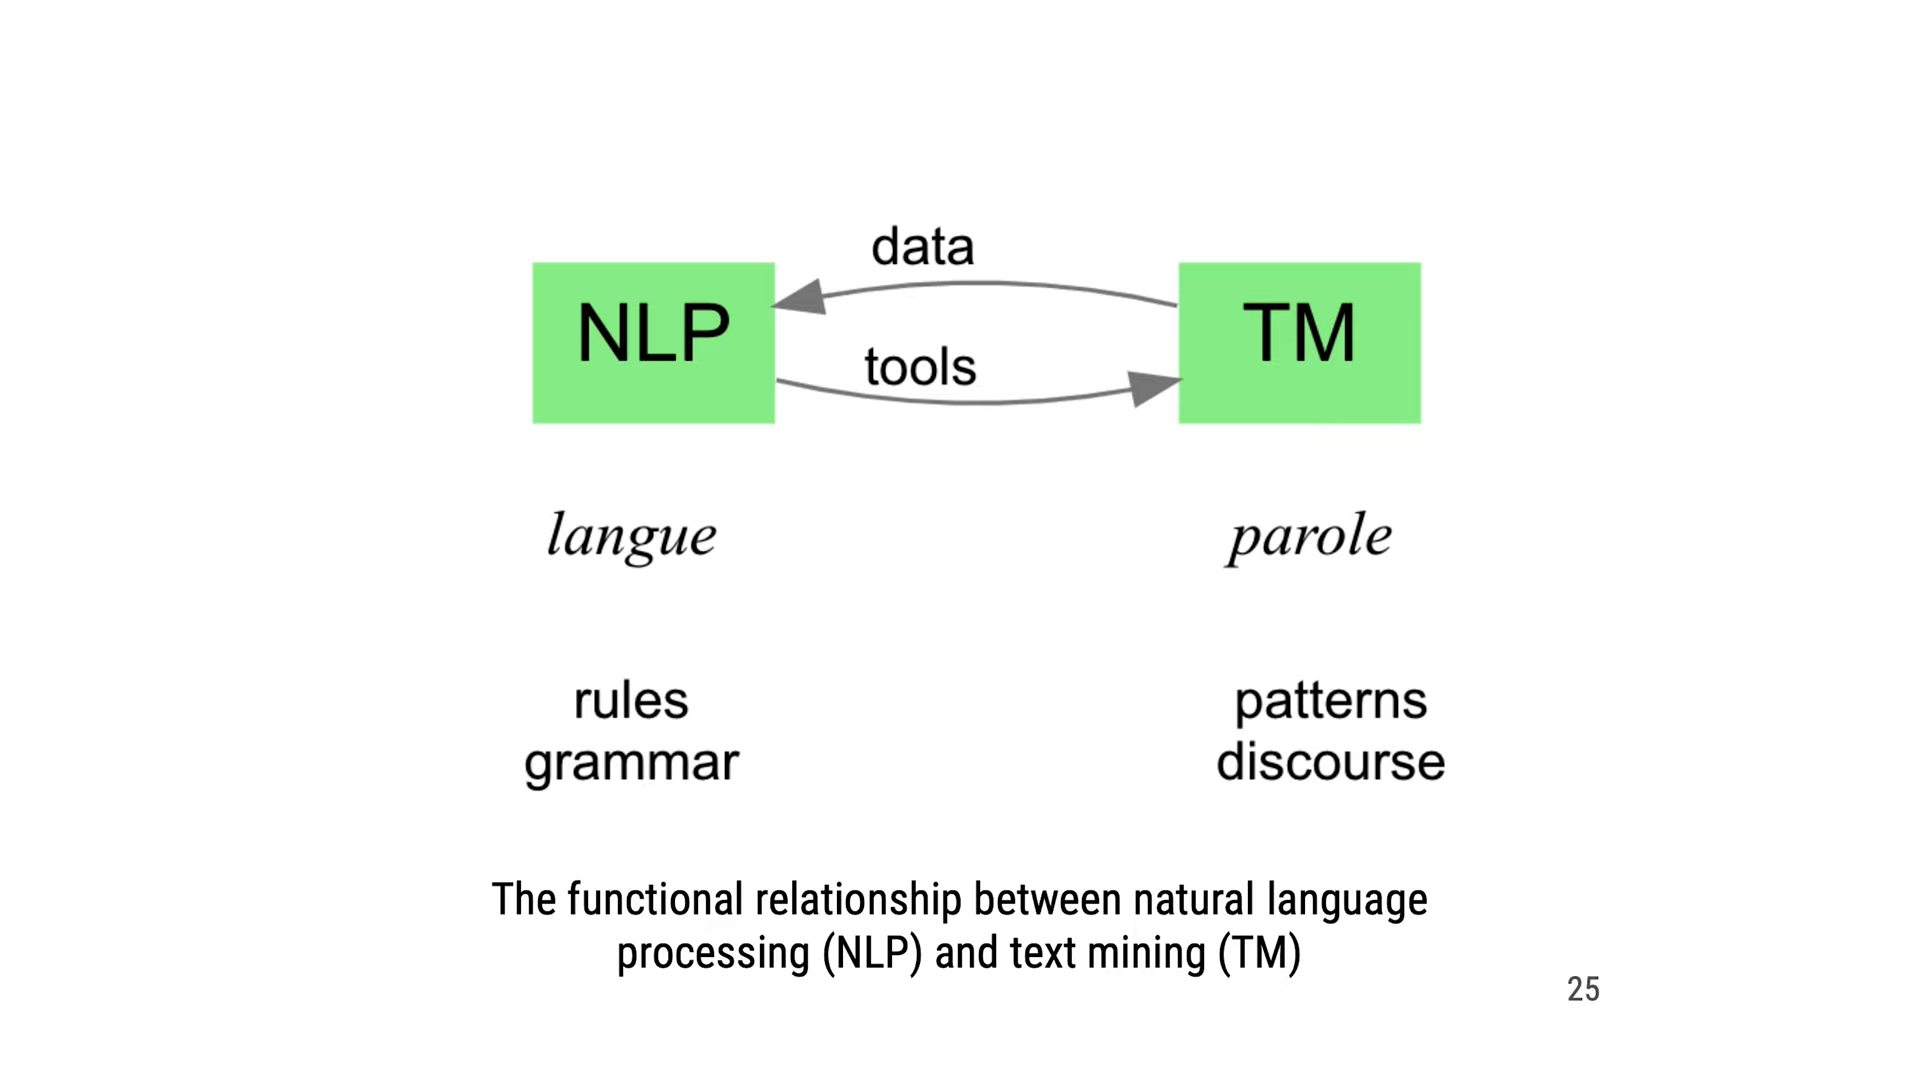 data
NLP
TM
tools
langue
parole
rules
grammar
patterns
discourse
The functional relationship between natural language
processing (NLP) and text mining (TM)
25